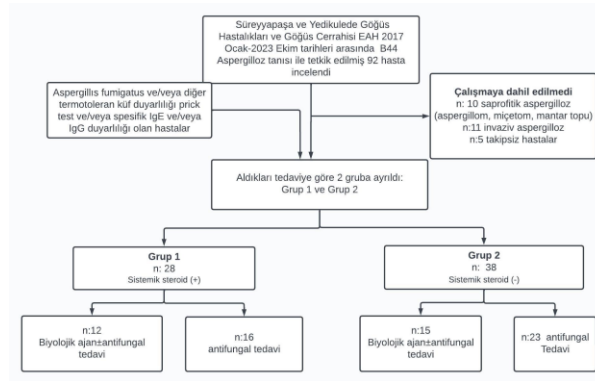 Süreyyapaşa ve Yedikulede Göğüs
Hastalıkları ve Göğüs Cerrahisi EAH 2017
Ocak-2023 Ekim tarihleri arasında B44
Aspergilloz tanısı ile tetkik edilmiş 92 hasta
incelendi
Aspergillıs fumigatus ve/veya diğer
termotoleran küf duyarlılığı prick
test ve/veya spesifik IgE ve/veya
IgG duyarlılığı olan hastalar
Çalışmaya dahil edilmedi
n: 10 saprofitik aspergilloz
(aspergillom, miçetom, mantar topu)
n:11 invaziv aspergilloz
n:5 takipsiz hastalar
Aldıkları tedaviye göre 2 gruba ayrıldı:
Grup 1 ve Grup 2
Grup 1
n: 28
Sistemik steroid (+)
Grup 2
n: 38
Sistemik steroid (-)
n:12
Biyolojik ajan±antifungal
tedavi
n:16
antifungal tedavi
n:15
Biyolojik ajan±antifungal
tedavi
n:23 antifungal
Tedavi